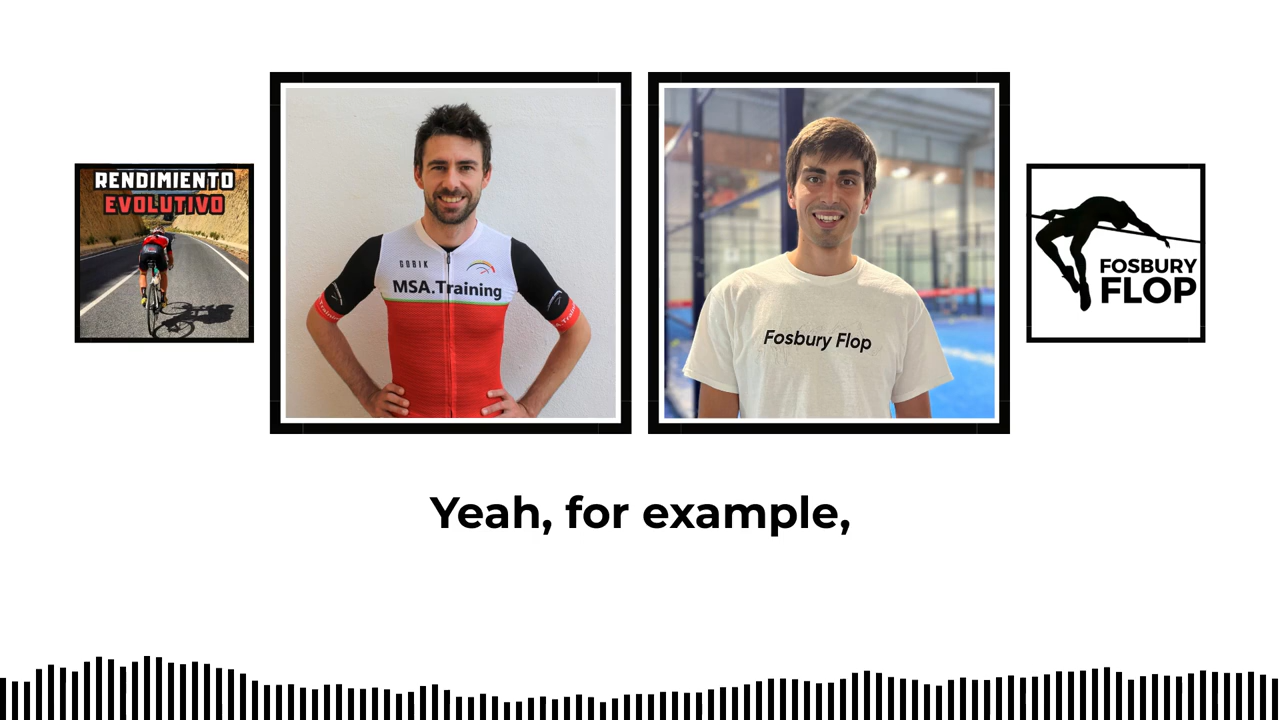 RENDIMIENTO
EVOLUTIVO
GOBIK
MSA.Training
Fosbury Flop
FOSBURY
FLOP
Yeah, for example,